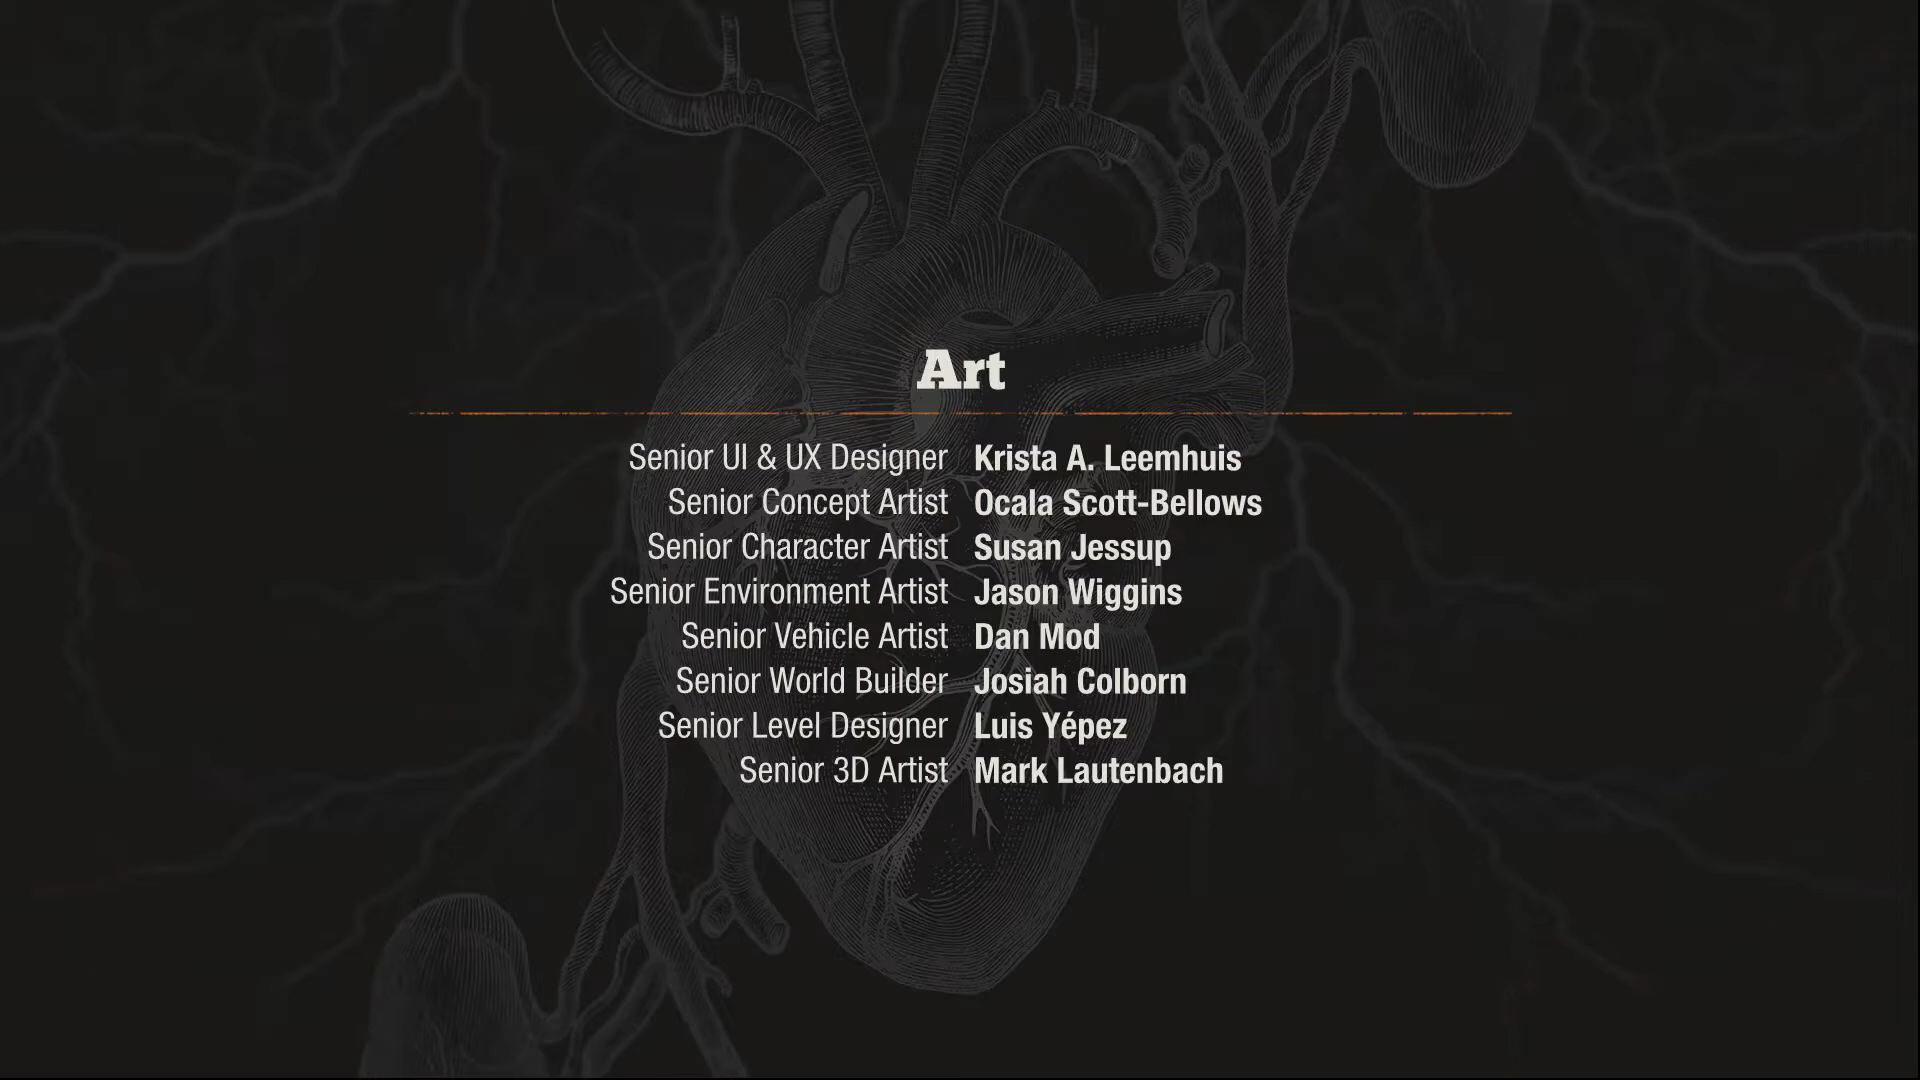 Art
Senior UI & UX Designer Krista A. Leemhuis
Senior Concept Artist Ocala Scott-Bellows
Senior Character Artist Susan Jessup
Senior Environment Artist Jason Wiggins
Senior Vehicle Artist Dan Mod
Senior World Builder Josiah Colborn
Senior Level Designer Luis Yépez
Senior 3D Artist Mark Lautenbach